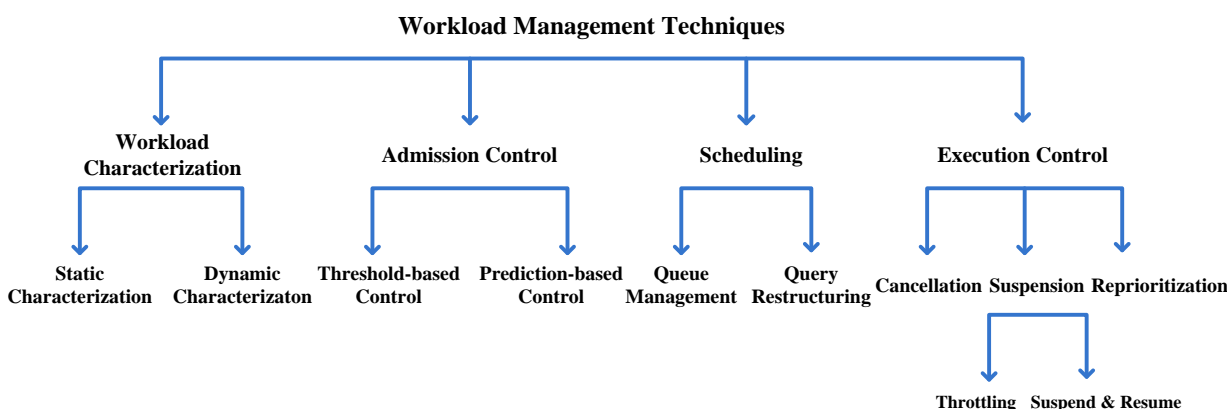 Workload Management Techniques
Workload
Characterization
Admission Control
Scheduling
Execution Control
Static
Characterization
Dynamic
Characterizaton
Threshold-based
Control
Prediction-based
Control
Queue
Management
Query
Restructuring
Cancellation Suspension Reprioritization
Throttling Suspend & Resume